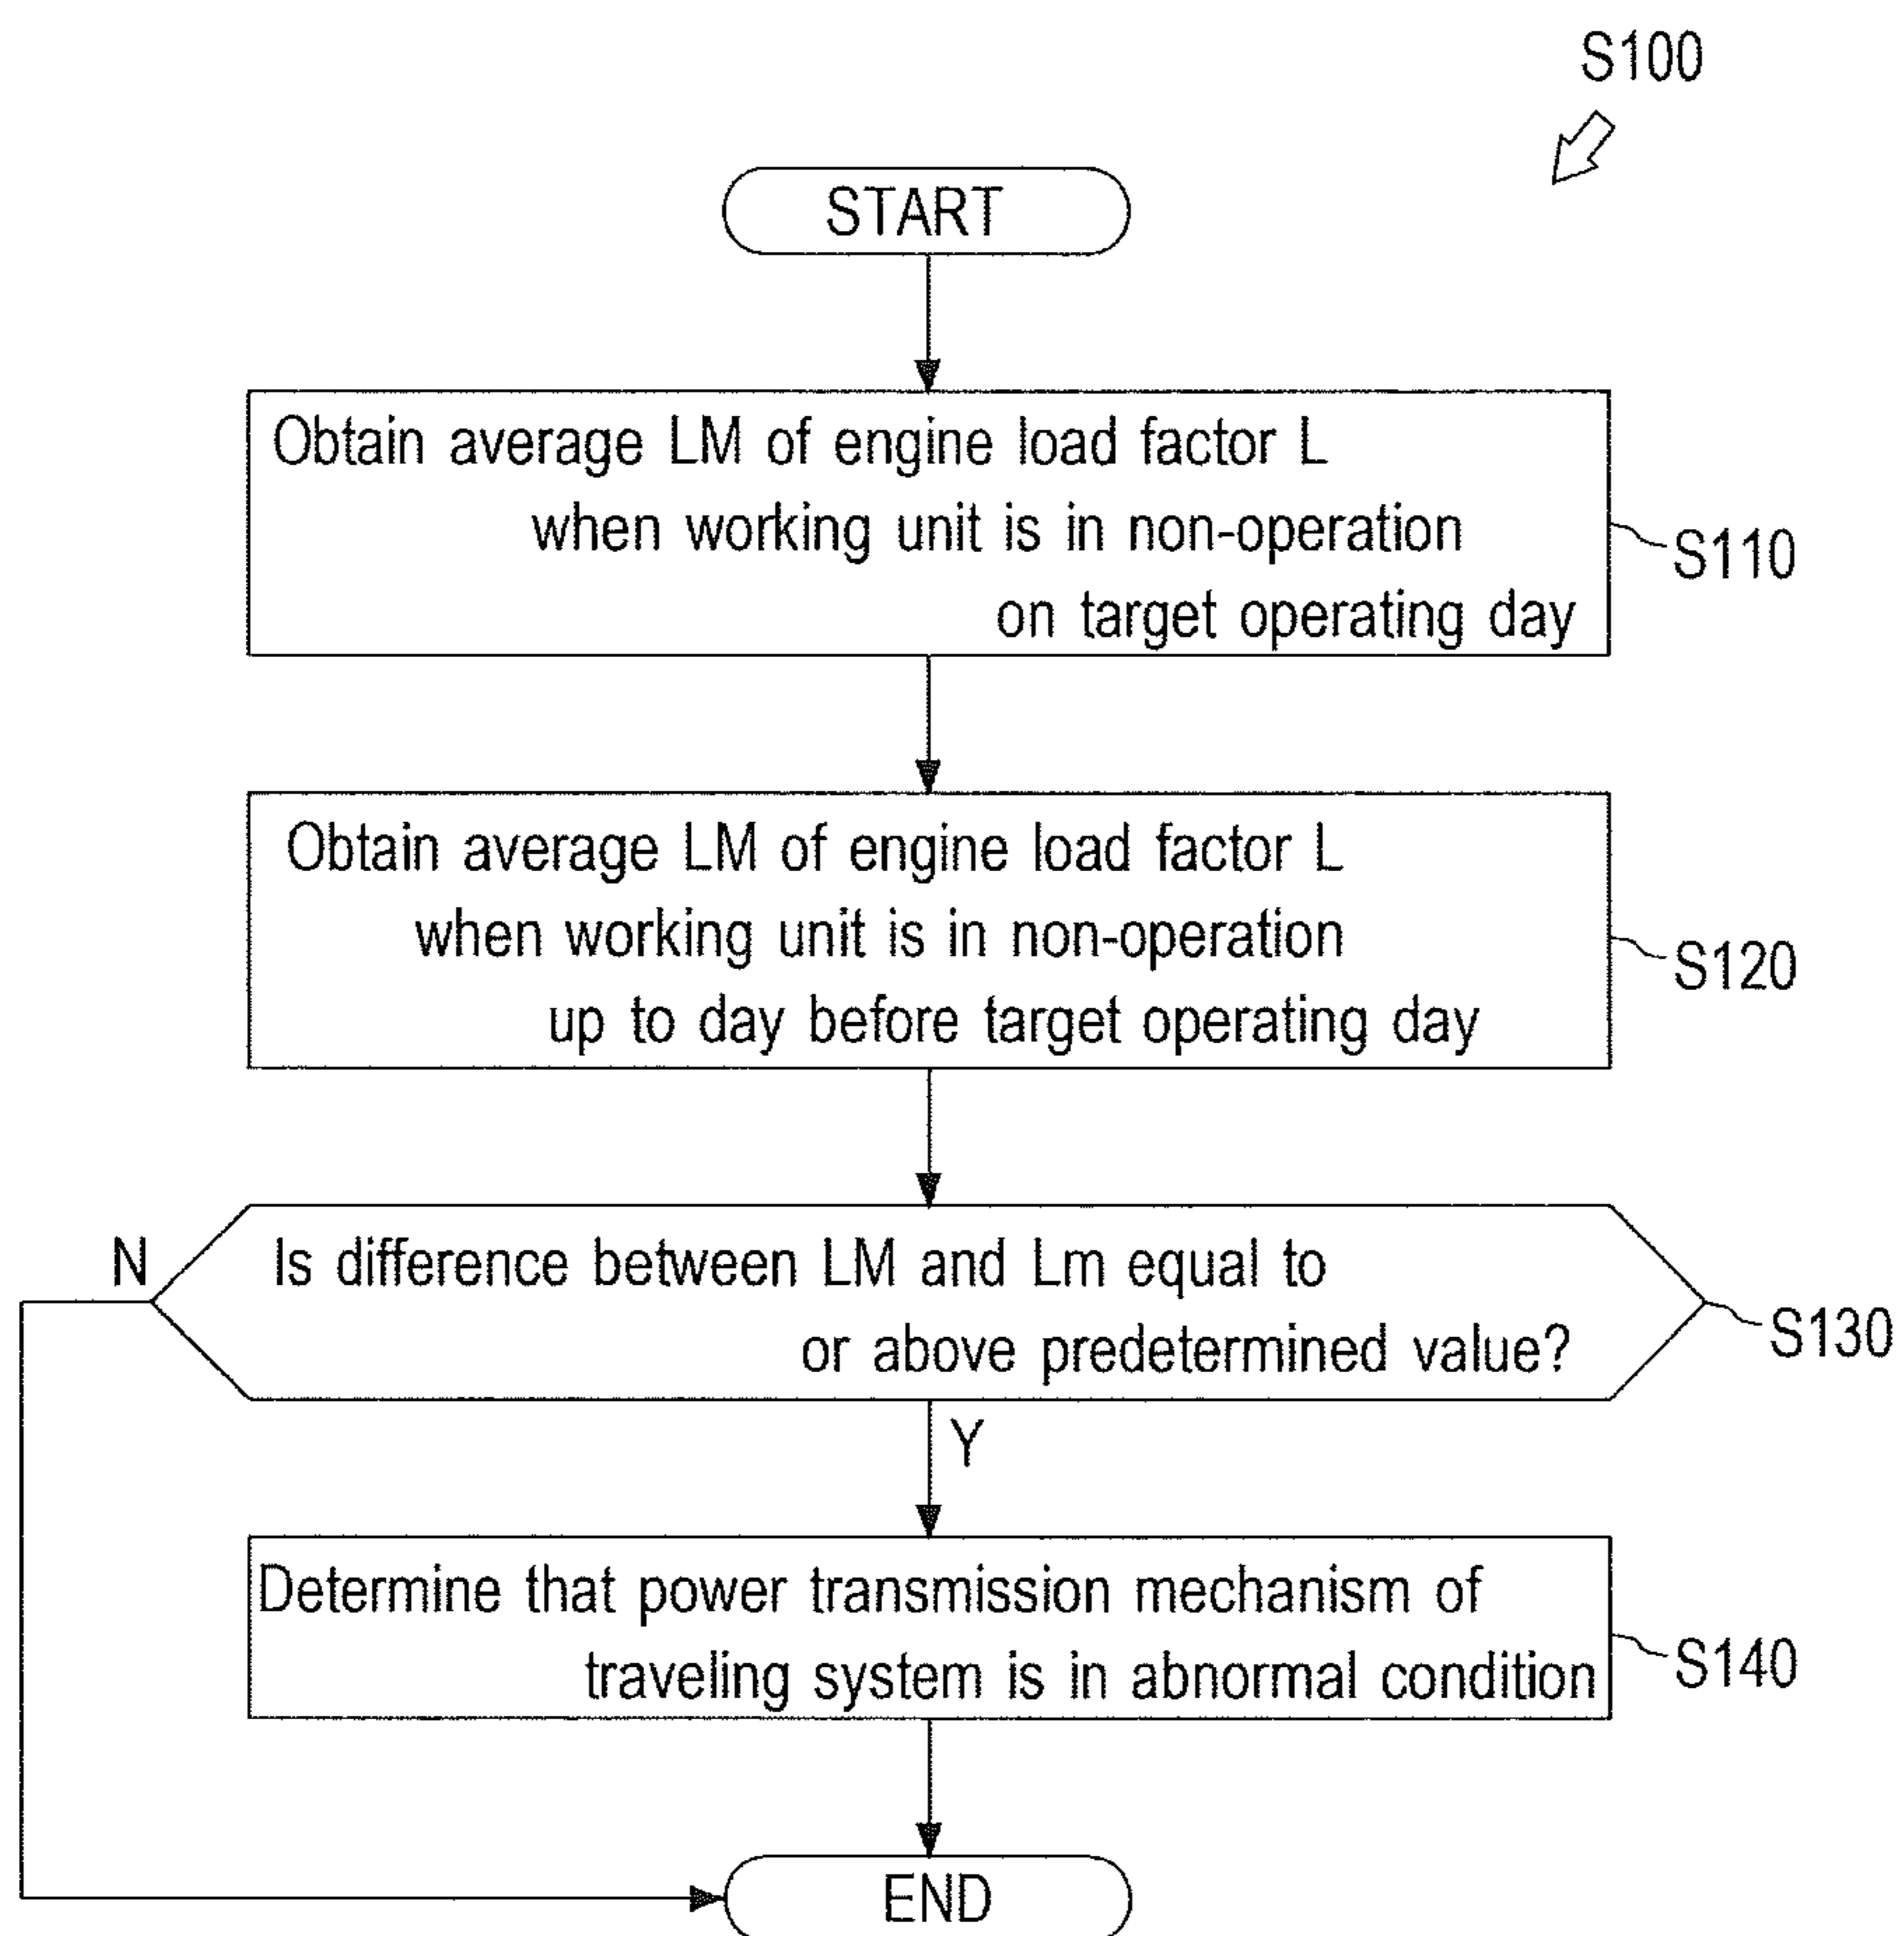 S100
START
Obtain average LM of engine load factor L
when working unit is in non-operation
on target operating day
S110
Obtain average LM of engine load factor L
when working unit is in non-operation
up to day before target operating day
S120
N
Is difference between LM and Lm equal to
or above predetermined value?
S130
Y
Determine that power transmission mechanism of
traveling system is in abnormal condition
S140
END